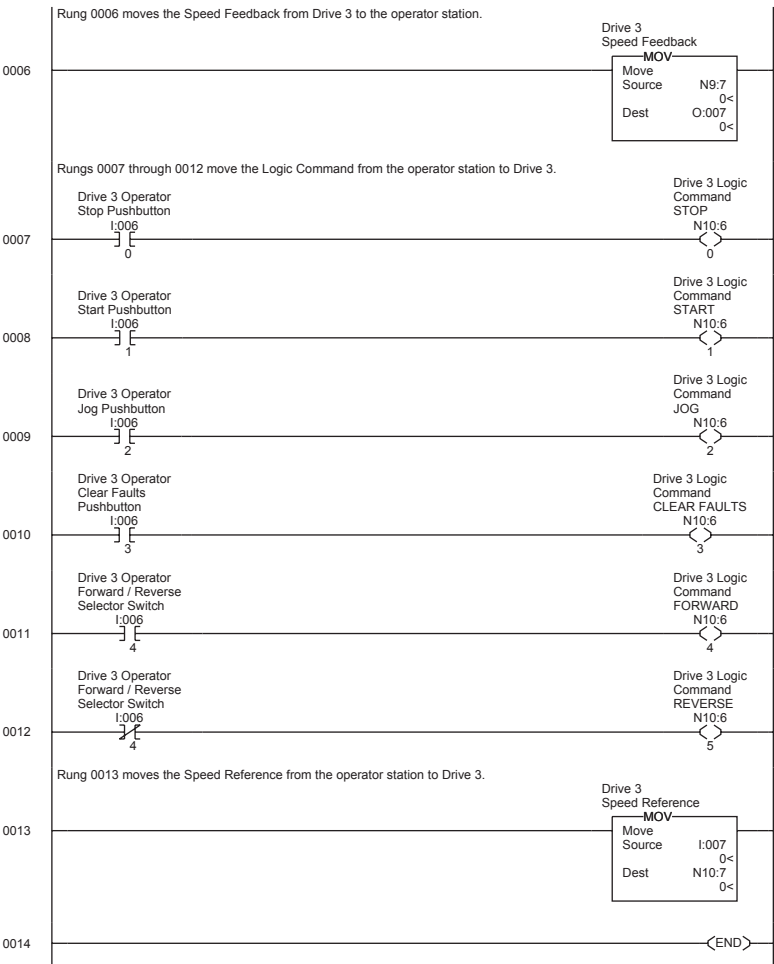 Rung 0006 moves the Speed Feedback from Drive 3 to the operator station.
Drive 3
Speed Feedback
MOV
0006
Move
Source N9:7
0<
Dest O:007
0<
Rungs 0007 through 0012 move the Logic Command from the operator station to Drive 3.
Drive 3 Operator
Stop Pushbutton
I:006
0
Drive 3 Logic
Command
STOP
N10:6
0
0007
Drive 3 Operator
Start Pushbutton
I:006
1
Drive 3 Logic
Command
START
N10:6
1
0008
Drive 3 Operator
Jog Pushbutton
I:006
2
Drive 3 Logic
Command
JOG
N10:6
2
0009
Drive 3 Operator
Clear Faults
Pushbutton
I:006
3
Drive 3 Logic
Command
CLEAR FAULTS
N10:6
3
0010
Drive 3 Operator
Forward / Reverse
Selector Switch
I:006
4
Drive 3 Logic
Command
FORWARD
N10:6
4
0011
Drive 3 Operator
Forward / Reverse
Selector Switch
I:006
4
Drive 3 Logic
Command
REVERSE
N10:6
5
0012
Rung 0013 moves the Speed Reference from the operator station to Drive 3.
Drive 3
Speed Reference
MOV
0013
Move
Source I:007
0<
Dest N10:7
0<
0014
END